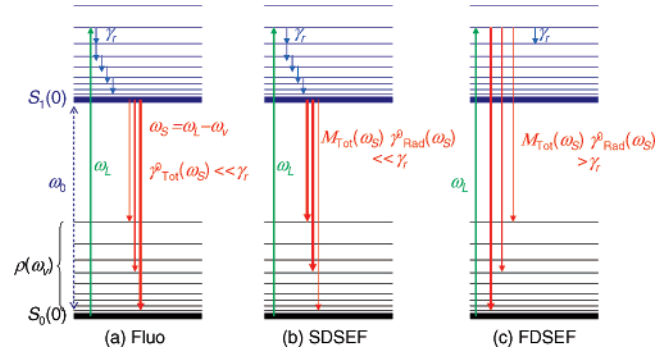 γr
γr
γr
S1(0)
ωS =ωL−ωv
γ⁰Tot(ωS) <<γr
MTot(ωS) γ⁰Rad(ωS)
<<γr
MTot(ωS) γ⁰Rad(ωS)
>γr
ω0
ωL
ωL
ωL
ρ(ωv)
S0(0)
(a) Fluo
(b) SDSEF
(c) FDSEF